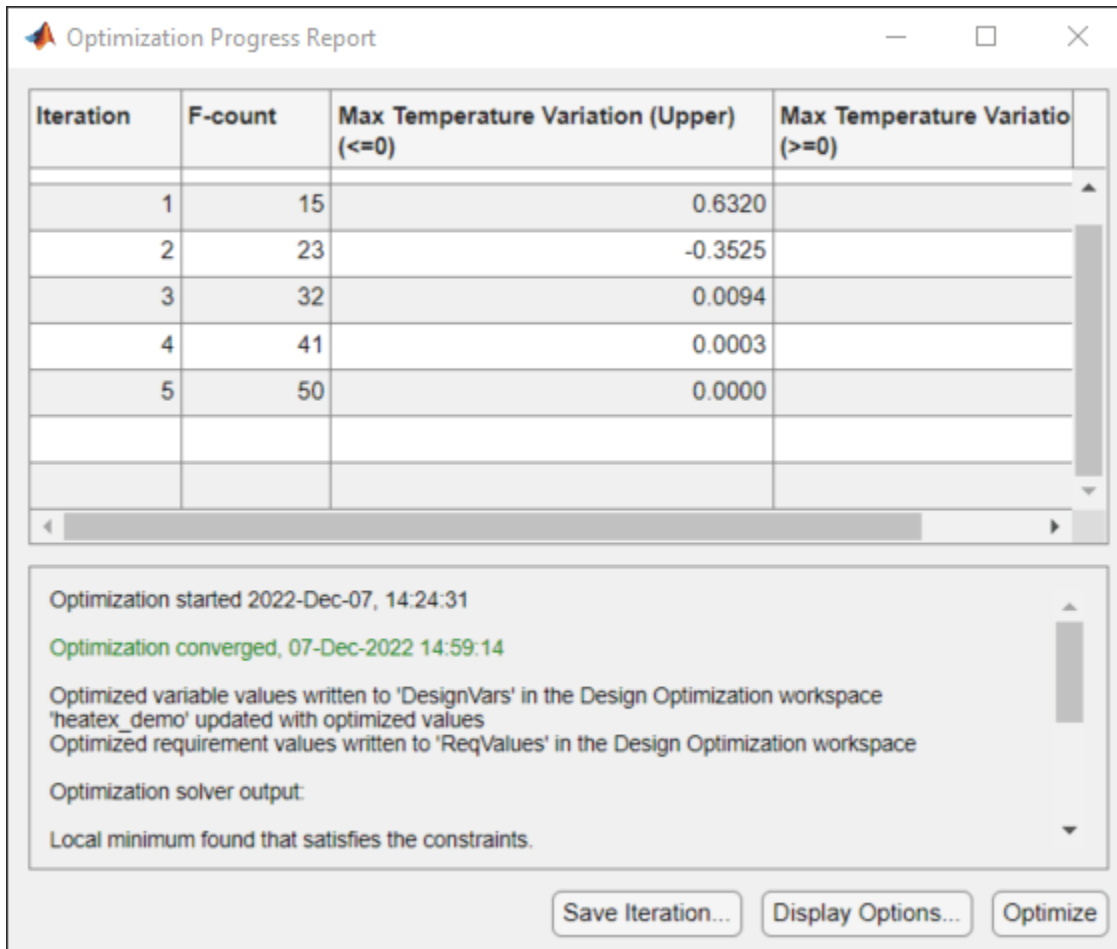 Optimization Progress Report
Iteration F-count Max Temperature Variation (Upper) Max Temperature Variatio
(<=0) (>=0)
1 15 0.6320
2 23 -0.3525
3 32 0.0094
4 41 0.0003
5 50 0.0000
Optimization started 2022-Dec-07, 14:24:31
Optimization converged, 07-Dec-2022 14:59:14
Optimized variable values written to 'DesignVars' in the Design Optimization workspace
'heatex_demo' updated with optimized values
Optimized requirement values written to 'ReqValues' in the Design Optimization workspace
Optimization solver output:
Local minimum found that satisfies the constraints.
Save Iteration... Display Options... Optimize